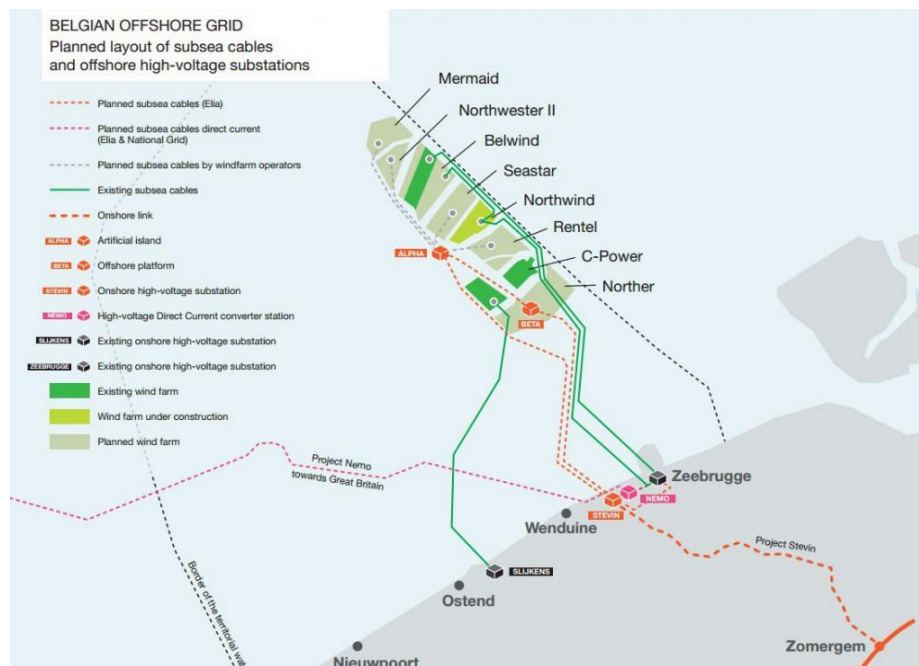 BELGIAN OFFSHORE GRID
Planned layout of subsea cables
and offshore high-voltage substations
Planned subsea cables (Elia)
Planned subsea cables direct current
(Elia & National Grid)
Planned subsea cables by windfarm operators
Existing subsea cables
Onshore link
ALPHA
Artificial island
BETA
Offshore platform
STEVIN
Onshore high-voltage substation
NEMO
High-voltage Direct Current converter station
SLIJKENS
Existing onshore high-voltage substation
ZEEBRUGGE
Existing onshore high-voltage substation
Existing wind farm
Wind farm under construction
Planned wind farm
Mermaid
Northwester II
Belwind
Seastar
Northwind
Rentel
C-Power
Norther
ALPHA
BETA
Project Nemo
towards Great Britain
Zeebrugge
NEMO
STEVIN
Wenduine
Project Stevin
SLIJKENS
Ostend
Border of the territorial wat
Zomergem
Nieuwpoort